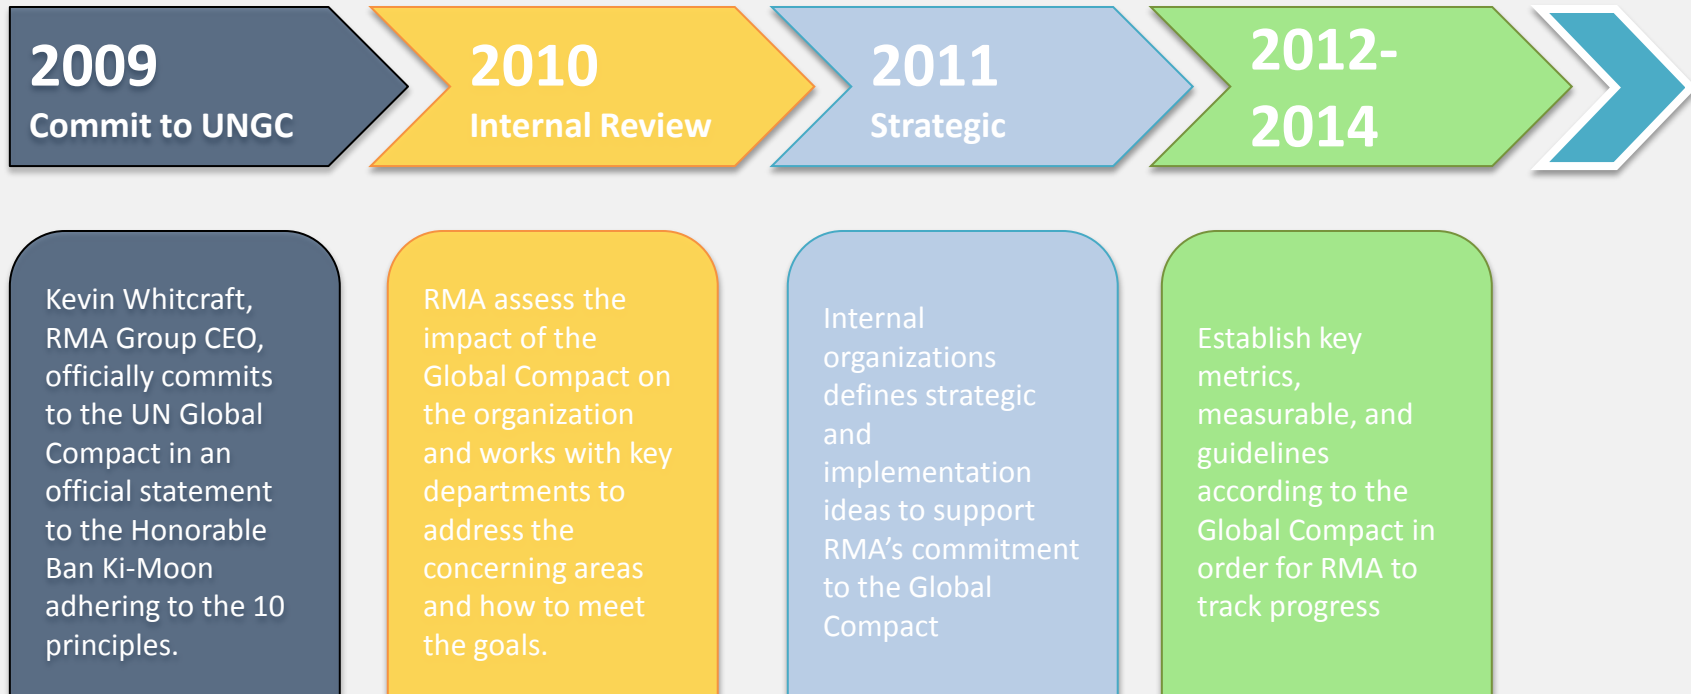 2009
Commit to UNGC
2010
Internal Review
2011
Strategic
2012-
2014
Kevin Whitcraft,
RMA Group CEO,
officially commits
to the UN Global
Compact in an
official statement
to the Honorable
Ban Ki-Moon
adhering to the 10
principles.
RMA assess the
impact of the
Global Compact on
the organization
and works with key
departments to
address the
concerning areas
and how to meet
the goals.
Internal
organizations
defines strategic
and
implementation
ideas to support
RMA’s commitment
to the Global
Compact
Establish key
metrics,
measurable, and
guidelines
according to the
Global Compact in
order for RMA to
track progress